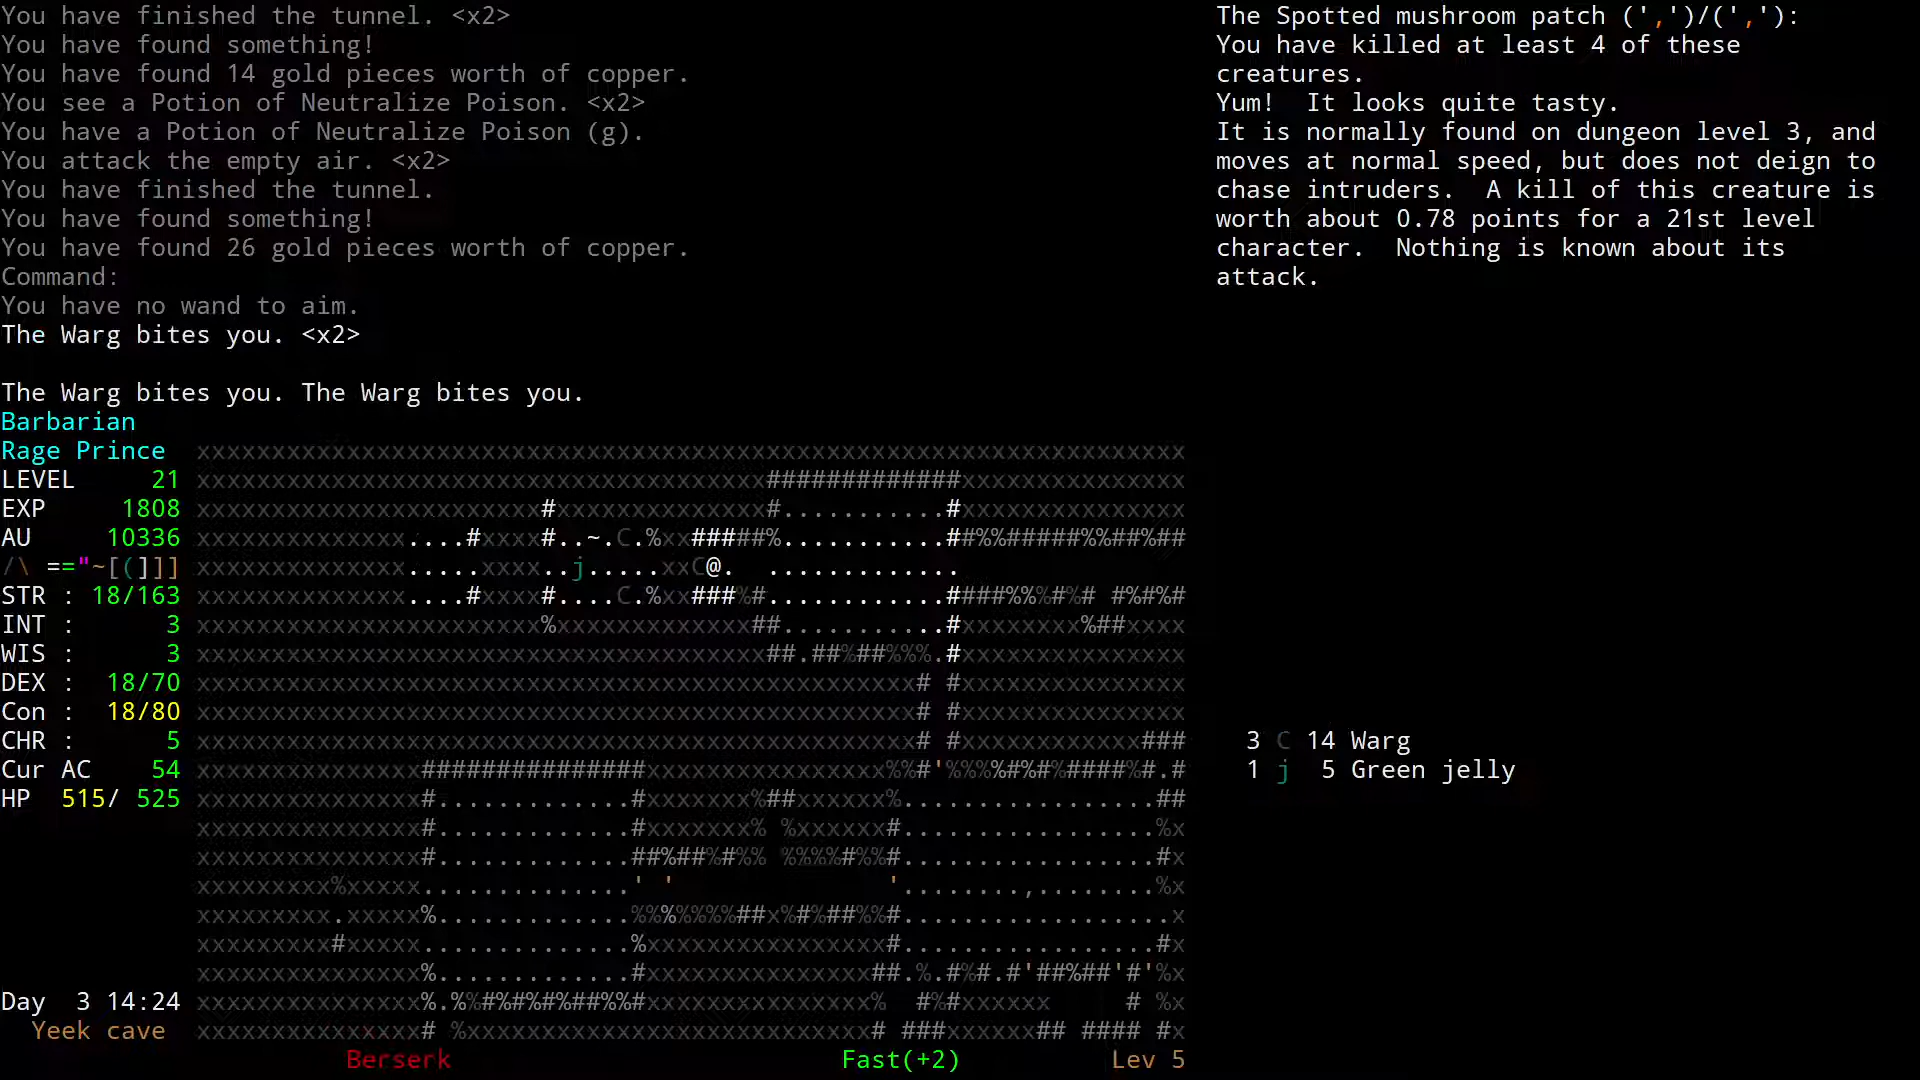 You have finished the tunnel. <x2>
You have found something!
You have found 14 gold pieces worth of copper.
You see a Potion of Neutralize Poison. <x2>
You have a Potion of Neutralize Poison (g).
You attack the empty air. <x2>
You have finished the tunnel.
You have found something!
You have found 26 gold pieces worth of copper.
Command:
You have no wand to aim.
The Warg bites you. <x2>
The Warg bites you. The Warg bites you.
Barbarian
Rage Prince
LEVEL 21
EXP 1808
AU 10336
/\ =="~[(]]]
STR : 18/163
INT : 3
WIS : 3
DEX : 18/70
Con : 18/80
CHR : 5
Cur AC 54
HP 515/ 525
Day 3 14:24
Yeek cave
Berserk Fast(+2) Lev 5
The Spotted mushroom patch (',')/(','):
You have killed at least 4 of these
creatures.
Yum! It looks quite tasty.
It is normally found on dungeon level 3, and
moves at normal speed, but does not deign to
chase intruders. A kill of this creature is
worth about 0.78 points for a 21st level
character. Nothing is known about its
attack.
3 C 14 Warg
1 j 5 Green jelly